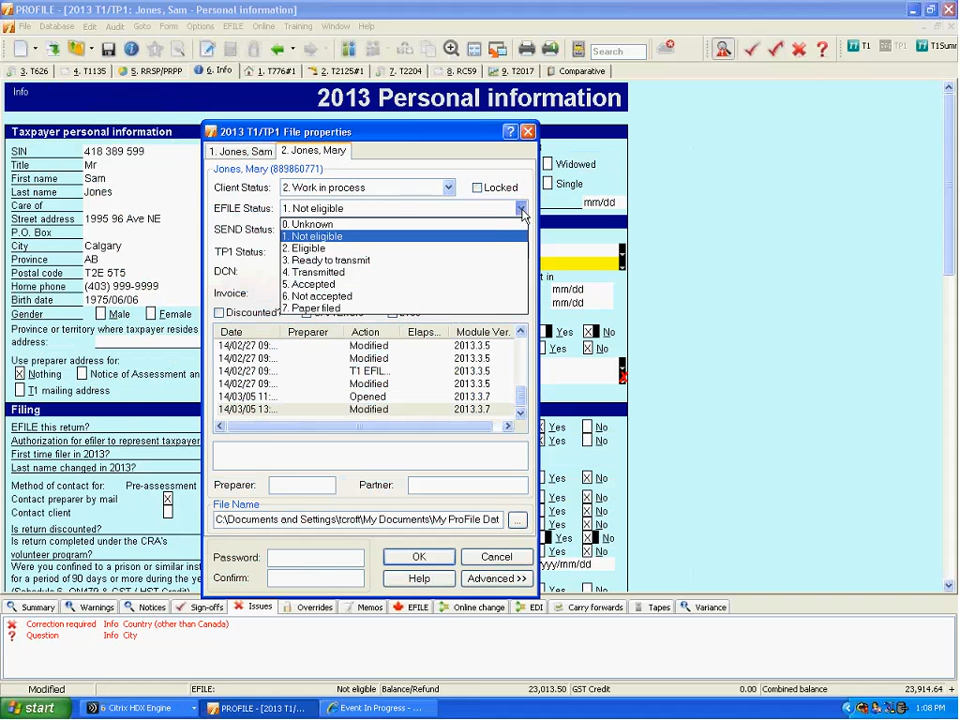 PROFILE - [2013 T1/TP1: Jones, Sam - Personal information]
File Database Edit Audit Goto Form Options EFILE Online Training Window Help
Search T1 TP1 T1Summ
3. T626 4. T1135 5. RRSP/PRPP 6. Info 1. T776#1 2. T2125#1 7. T2204 8. RC59 9. T2017 Comparative
Info
2013 Personal information
Taxpayer personal information
SIN 418 389 599
Title Mr
First name Sam
Last name Jones
Care of
Street address 1995 96 Ave NE
P.O. Box
City Calgary
Province AB
Postal code T2E 5T5
Home phone (403) 999-9999
Birth date 1975/06/06
Gender Male Female
Province or territory where taxpayer resides
address:
Use preparer address for:
X Nothing Notice of Assessment an
T1 mailing address
Filing
EFILE this return?
Authorization for efiler to represent taxpayer
First time filer in 2013?
Last name changed in 2013?
Method of contact for: Pre-assessment
Contact preparer by mail X
Contact client
Is return discounted?
Is return completed under the CRA's
volunteer program?
Were you confined to a prison or similar inst
for a period of 90 days or more during the ye
2013 T1/TP1 File properties
1. Jones, Sam 2. Jones, Mary
Jones, Mary (889860771)
Client Status: 2. Work in process Locked
EFILE Status: 1. Not eligible
SEND Status:
TP1 Status:
DCN:
Invoice:
0. Unknown
1. Not eligible
2. Eligible
3. Ready to transmit
4. Transmitted
5. Accepted
6. Not accepted
7. Paper filed
Discounted?
Date Preparer Action Elaps... Module Ver.
14/02/27 09:... Modified 2013.3.5
14/02/27 09:... Modified 2013.3.5
14/02/27 09:... T1 EFIL... 2013.3.5
14/02/27 09:... Modified 2013.3.5
14/03/05 11:... Opened 2013.3.7
14/03/05 13:... Modified 2013.3.7
Preparer: Partner:
File Name
C:\Documents and Settings\tcroft\My Documents\My ProFile Dat ...
Password: OK Cancel
Confirm: Help Advanced >>
Widowed
Single
mm/dd
mm/dd
mm/dd
Yes X No
Yes X No
Yes No
Yes X No
Yes X No
Yes X No
Yes X No
Yes X No
Yes X No
Yes X No
yyyy/mm/dd
Yes No
Summary Warnings Notices Sign-offs Issues Overrides Memos EFILE Online change EDI Carry forwards Tapes Variance
Correction required Info Country (other than Canada)
Question Info City
Modified EFILE: Not eligible Balance/Refund 23,013.50 GST Credit 0.00 Combined balance 23,914.64
start 6 Citrix HDX Engine PROFILE - [2013 T1/... Event In Progress - ... 1:08 PM